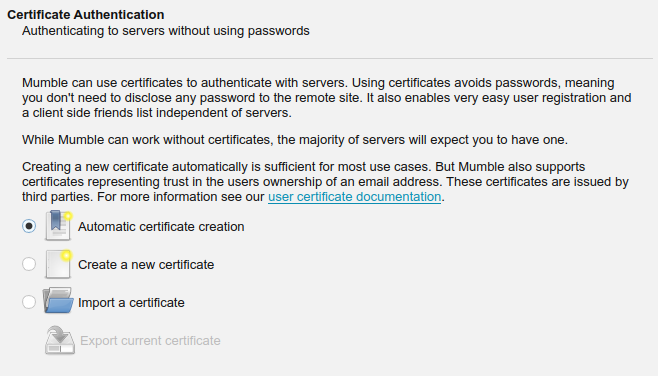 Certificate Authentication
Authenticating to servers without using passwords
Mumble can use certificates to authenticate with servers. Using certificates avoids passwords, meaning
you don't need to disclose any password to the remote site. It also enables very easy user registration and
a client side friends list independent of servers.
While Mumble can work without certificates, the majority of servers will expect you to have one.
Creating a new certificate automatically is sufficient for most use cases. But Mumble also supports
certificates representing trust in the users ownership of an email address. These certificates are issued by
third parties. For more information see our user certificate documentation.
Automatic certificate creation
Create a new certificate
Import a certificate
Export current certificate